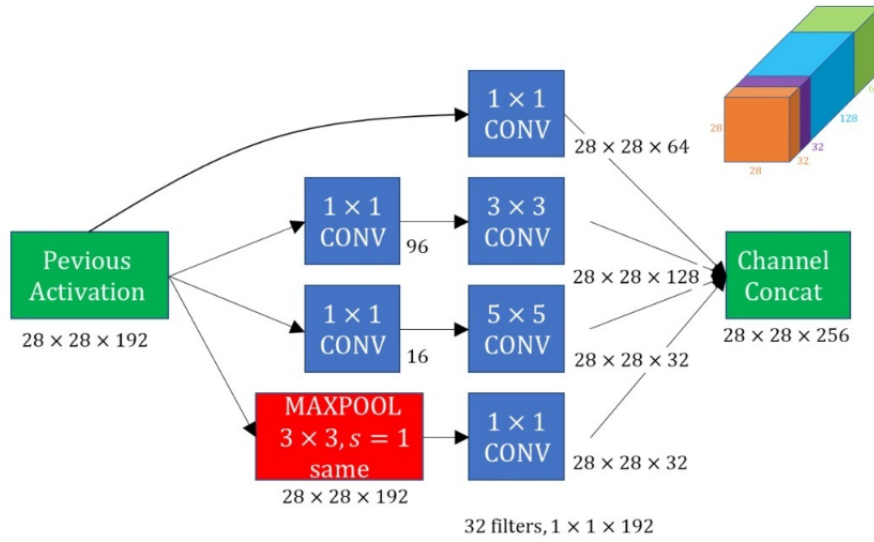 1 × 1
CONV
28 × 28 × 64
28
28
32
32
128
1 × 1
CONV
96
3 × 3
CONV
28 × 28 × 128
Pevious
Activation
28 × 28 × 192
Channel
Concat
28 × 28 × 256
1 × 1
CONV
16
5 × 5
CONV
28 × 28 × 32
MAXPOOL
3 × 3, s = 1
same
28 × 28 × 192
1 × 1
CONV
28 × 28 × 32
32 filters, 1 × 1 × 192